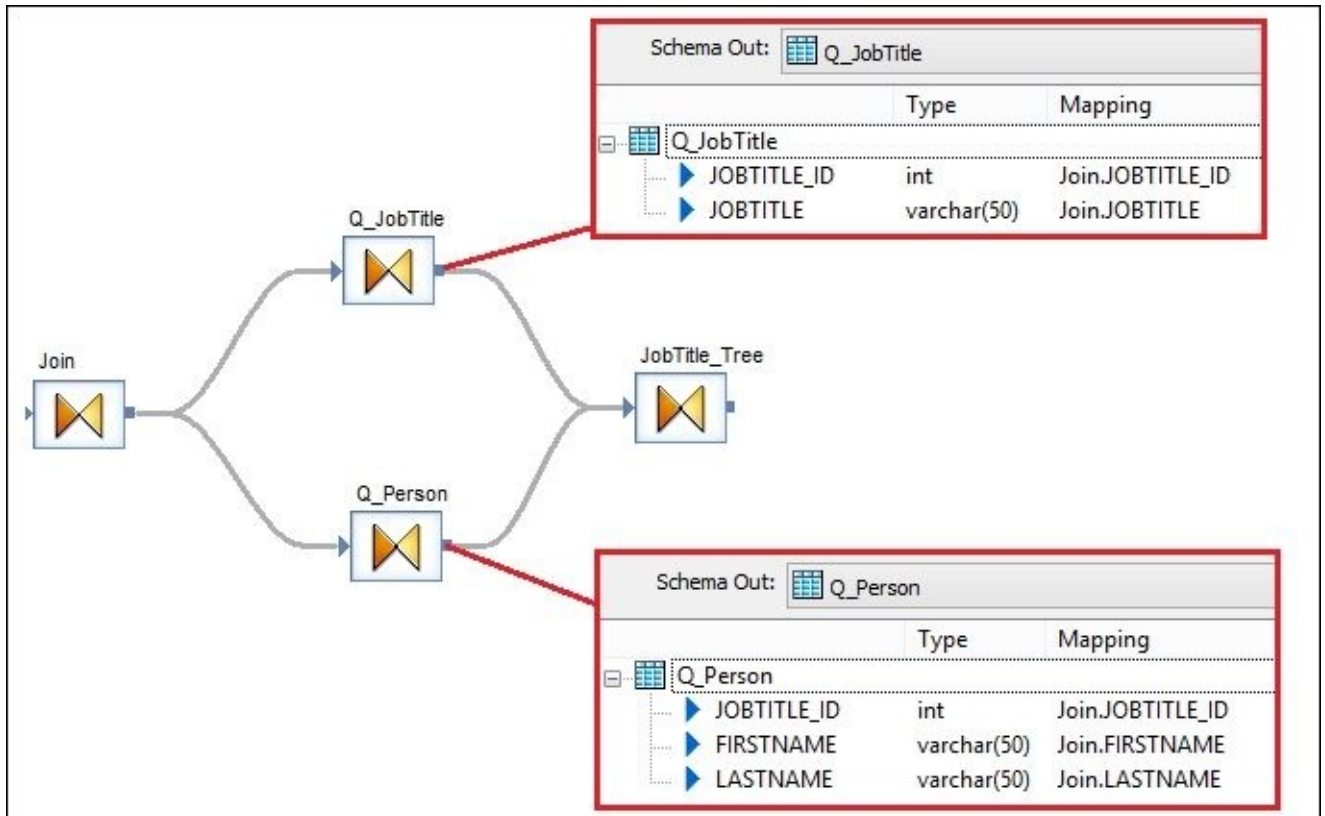 Schema Out: Q_JobTitle
Type Mapping
Q_JobTitle
JOBTITLE_ID int Join.JOBTITLE_ID
JOBTITLE varchar(50) Join.JOBTITLE
Q_JobTitle
Join
JobTitle_Tree
Q_Person
Schema Out: Q_Person
Type Mapping
Q_Person
JOBTITLE_ID int Join.JOBTITLE_ID
FIRSTNAME varchar(50) Join.FIRSTNAME
LASTNAME varchar(50) Join.LASTNAME